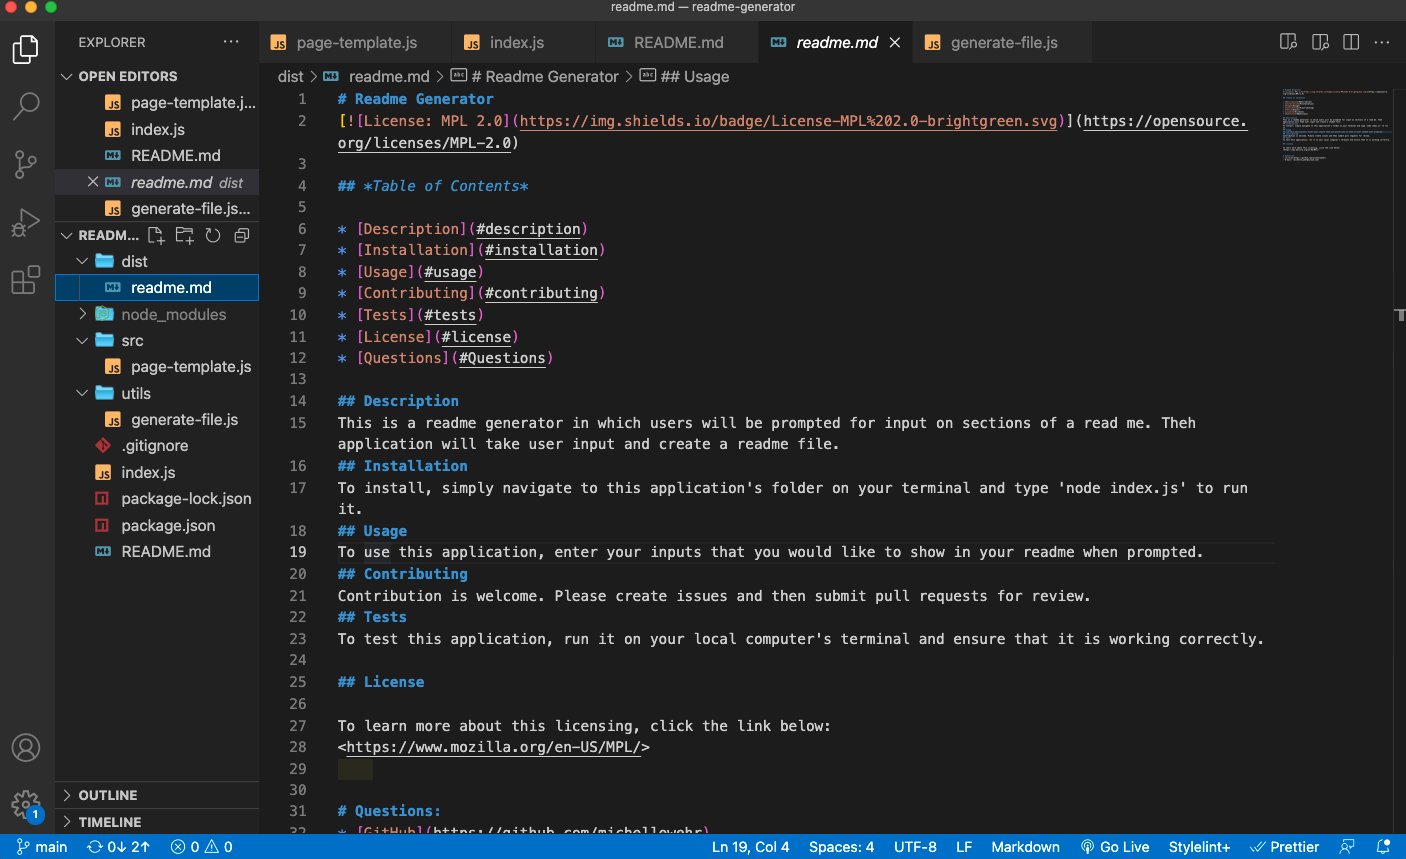 readme.md — readme-generator
EXPLORER
page-template.js
index.js
README.md
readme.md
generate-file.js
OPEN EDITORS
page-template.j...
index.js
README.md
readme.md dist
generate-file.js...
READM...
dist
readme.md
node_modules
src
page-template.js
utils
generate-file.js
.gitignore
index.js
package-lock.json
package.json
README.md
OUTLINE
TIMELINE
dist > readme.md > # Readme Generator > ## Usage
1 # Readme Generator
2 [![License: MPL 2.0](https://img.shields.io/badge/License-MPL%202.0-brightgreen.svg)](https://opensource.
org/licenses/MPL-2.0)
3
4 ## *Table of Contents*
5
6 * [Description](#description)
7 * [Installation](#installation)
8 * [Usage](#usage)
9 * [Contributing](#contributing)
10 * [Tests](#tests)
11 * [License](#license)
12 * [Questions](#Questions)
13
14 ## Description
15 This is a readme generator in which users will be prompted for input on sections of a read me. Theh
application will take user input and create a readme file.
16 ## Installation
17 To install, simply navigate to this application's folder on your terminal and type 'node index.js' to run
it.
18 ## Usage
19 To use this application, enter your inputs that you would like to show in your readme when prompted.
20 ## Contributing
21 Contribution is welcome. Please create issues and then submit pull requests for review.
22 ## Tests
23 To test this application, run it on your local computer's terminal and ensure that it is working correctly.
24
25 ## License
26
27 To learn more about this licensing, click the link below:
28 <https://www.mozilla.org/en-US/MPL/>
29
30
31 # Questions:
32 * [GitHub](https://github.com/michellewehr)
1
main 0↓ 2↑ 0 0
Ln 19, Col 4 Spaces: 4 UTF-8 LF Markdown Go Live Stylelint+ Prettier